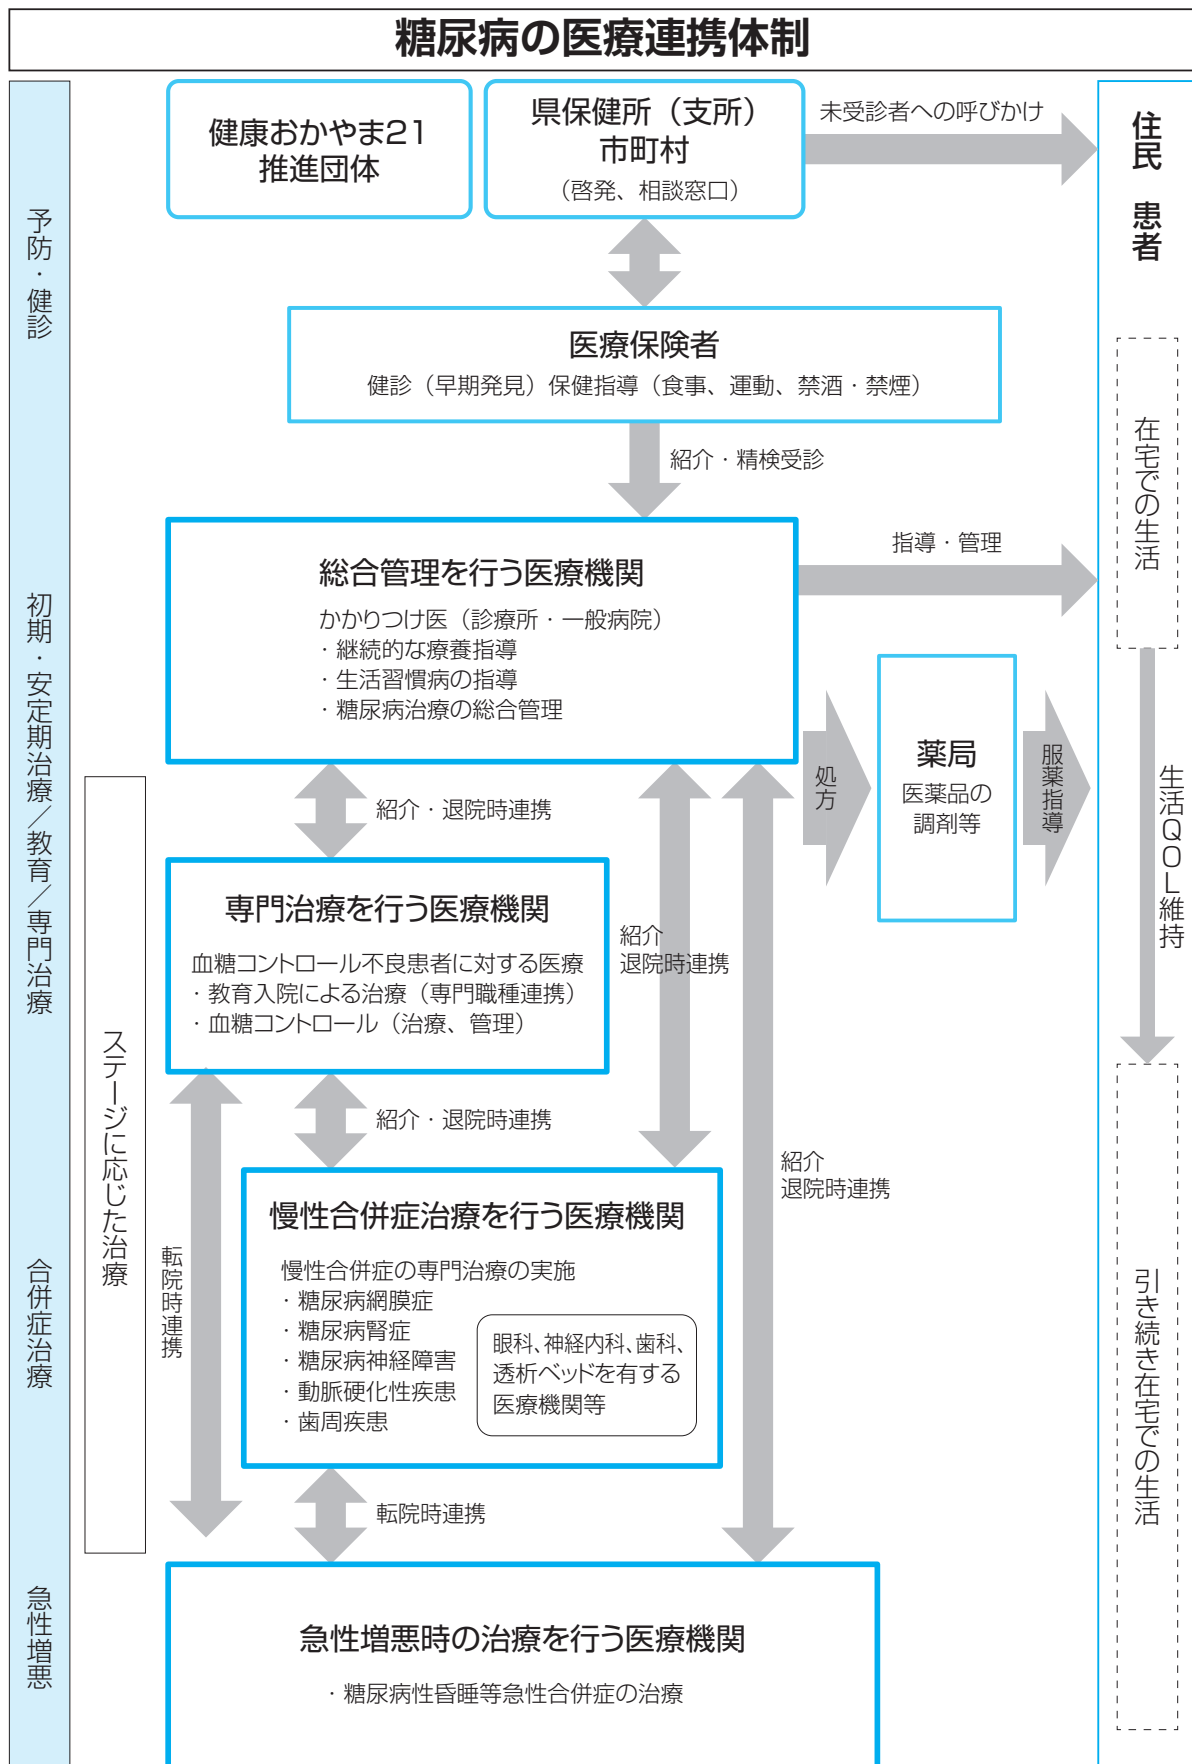 糖尿病の医療連携体制
予防・健診
初期・安定期治療／教育／専門治療
合併症治療
急性増悪
ステージに応じた治療
健康おかやま21
推進団体
県保健所（支所）
市町村
（啓発、相談窓口）
未受診者への呼びかけ
医療保険者
健診（早期発見）保健指導（食事、運動、禁酒・禁煙）
紹介・精検受診
総合管理を行う医療機関
かかりつけ医（診療所・一般病院）
・継続的な療養指導
・生活習慣病の指導
・糖尿病治療の総合管理
指導・管理
処方
薬局
医薬品の
調剤等
服薬指導
紹介・退院時連携
専門治療を行う医療機関
血糖コントロール不良患者に対する医療
・教育入院による治療（専門職種連携）
・血糖コントロール（治療、管理）
紹介
退院時連携
紹介・退院時連携
紹介
退院時連携
転院時連携
慢性合併症治療を行う医療機関
慢性合併症の専門治療の実施
・糖尿病網膜症
・糖尿病腎症
・糖尿病神経障害
・動脈硬化性疾患
・歯周疾患
眼科、神経内科、歯科、
透析ベッドを有する
医療機関等
転院時連携
急性増悪時の治療を行う医療機関
・糖尿病性昏睡等急性合併症の治療
住民　患者
在宅での生活
生活QOL維持
引き続き在宅での生活